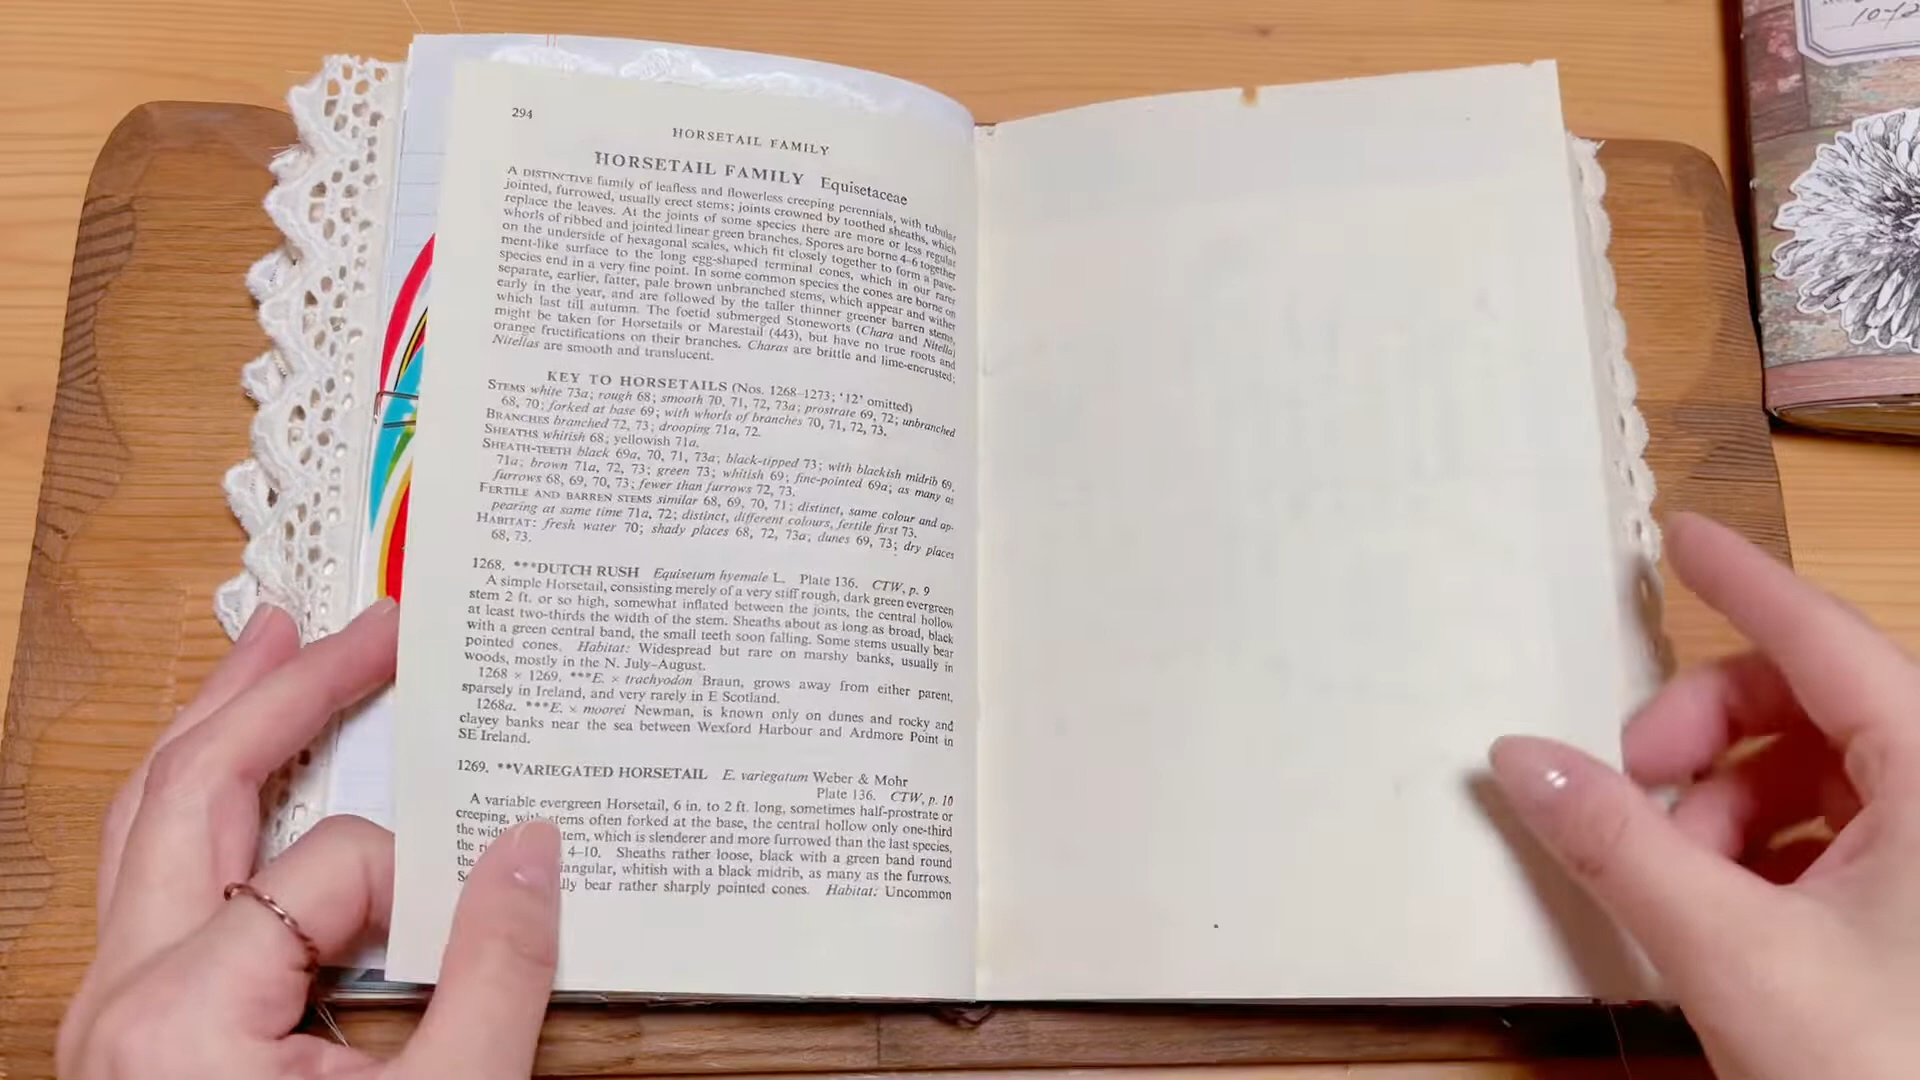 294
HORSETAIL FAMILY
HORSETAIL FAMILY Equisetaceae
A DISTINCTIVE family of leafless and flowerless creeping perennials, with tubular
jointed, furrowed, usually erect stems; joints crowned by toothed sheaths, which
replace the leaves. At the joints of some species there are more or less regular
whorls of ribbed and jointed linear green branches. Spores are borne 4–6 together
on the underside of hexagonal scales, which fit closely together to form a pave-
ment-like surface to the long egg-shaped terminal cones, which in our rarer
species end in a very fine point. In some common species the cones are borne on
separate, earlier, fatter, pale brown unbranched stems, which appear and wither
early in the year, and are followed by the taller thinner greener barren stems,
which last till autumn. The foetid submerged Stoneworts (Chara and Nitella)
might be taken for Horsetails or Marestail (443), but have no true roots and
orange fructifications on their branches. Charas are brittle and lime-encrusted;
Nitellas are smooth and translucent.
KEY TO HORSETAILS (Nos. 1268–1273; ‘12’ omitted)
STEMS white 73a; rough 68; smooth 70, 71, 72, 73a; prostrate 69, 72; unbranched
68, 70; forked at base 69; with whorls of branches 70, 71, 72, 73.
BRANCHES branched 72, 73; drooping 71a, 72.
SHEATHS whitish 68; yellowish 71a.
SHEATH-TEETH black 69a, 70, 71, 73a; black-tipped 73; with blackish midrib 69,
71a; brown 71a, 72, 73; green 73; whitish 69; fine-pointed 69a; as many as
furrows 68, 69, 70, 73; fewer than furrows 72, 73.
FERTILE AND BARREN STEMS similar 68, 69, 70, 71; distinct, same colour and ap-
pearing at same time 71a, 72; distinct, different colours, fertile first 73.
HABITAT: fresh water 70; shady places 68, 72, 73a; dunes 69, 73; dry places
68, 73.
1268. ***DUTCH RUSH Equisetum hyemale L. Plate 136. CTW, p. 9
A simple Horsetail, consisting merely of a very stiff rough, dark green evergreen
stem 2 ft. or so high, somewhat inflated between the joints, the central hollow
at least two-thirds the width of the stem. Sheaths about as long as broad, black
with a green central band, the small teeth soon falling. Some stems usually bear
pointed cones. Habitat: Widespread but rare on marshy banks, usually in
woods, mostly in the N. July–August.
1268 × 1269. ***E. × trachyodon Braun, grows away from either parent,
sparsely in Ireland, and very rarely in E Scotland.
1268a. ***E. × moorei Newman, is known only on dunes and rocky and
clayey banks near the sea between Wexford Harbour and Ardmore Point in
SE Ireland.
1269. **VARIEGATED HORSETAIL E. variegatum Weber & Mohr
Plate 136. CTW, p. 10
A variable evergreen Horsetail, 6 in. to 2 ft. long, sometimes half-prostrate or
creeping, with stems often forked at the base, the central hollow only one-third
the which is slenderer and more furrowed than the last species,
the 4–10. Sheaths rather loose, black with a green band round
the whitish with a black midrib, as many as the furrows.
bear rather sharply pointed cones. Habitat: Uncommon